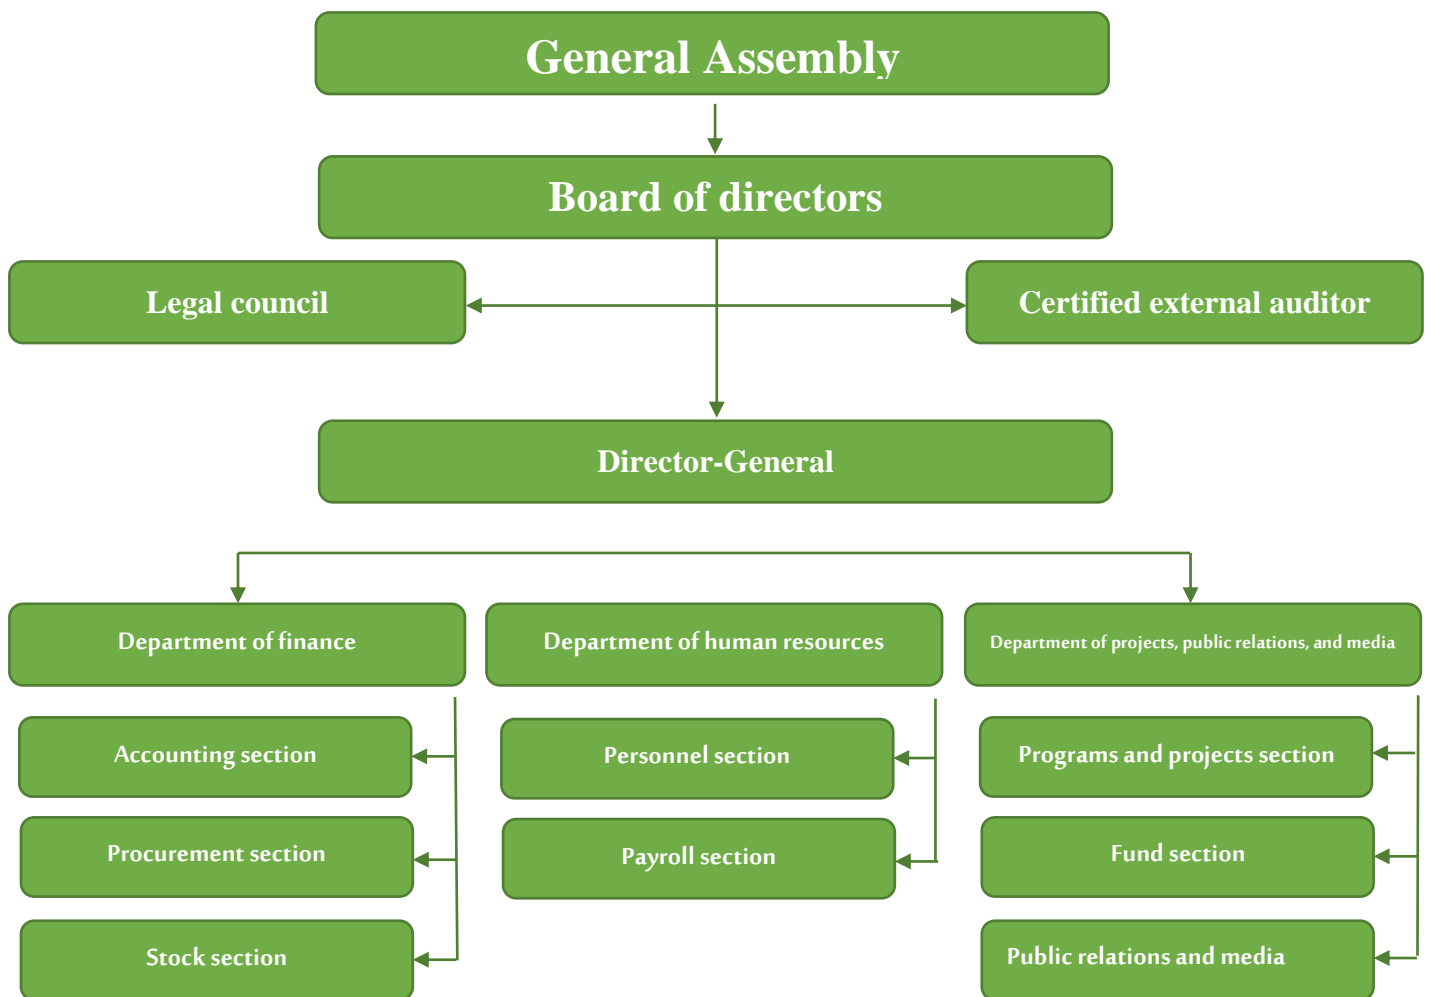 General Assembly
Board of directors
Legal council
Certified external auditor
Director-General
Department of finance
Department of human resources
Department of projects, public relations, and media
Accounting section
Personnel section
Programs and projects section
Procurement section
Payroll section
Fund section
Stock section
Public relations and media